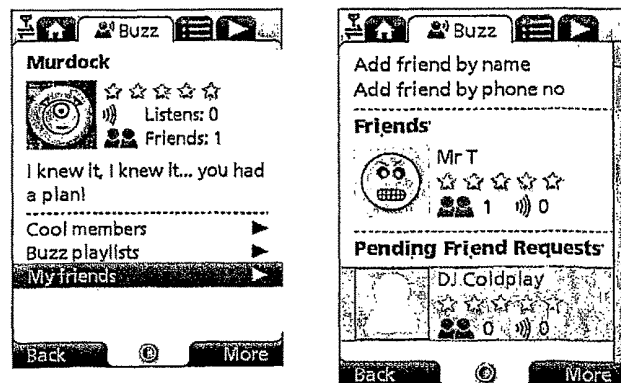 Buzz
Murdock
Listens: 0
Friends: 1
I knew it, I knew it... you had
a plan!
Cool members
Buzz playlists
My friends
Back
More
Buzz
Add friend by name
Add friend by phone no
Friends
Mr T
1 0
Pending Friend Requests
DJ Coldplay
0 0
Back
More